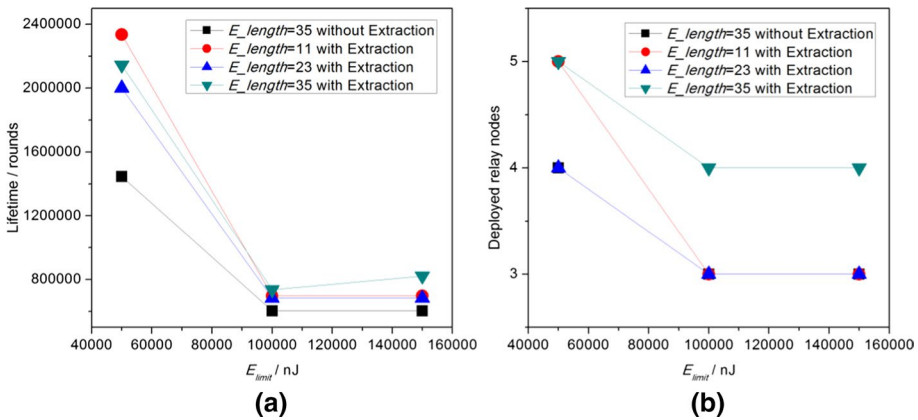 2400000
2000000
1600000
1200000
800000
Lifetime / rounds
E_length=35 without Extraction
E_length=11 with Extraction
E_length=23 with Extraction
E_length=35 with Extraction
40000 60000 80000 100000 120000 140000 160000
E_limit / nJ
(a)
5
4
3
Deployed relay nodes
E_length=35 without Extraction
E_length=11 with Extraction
E_length=23 with Extraction
E_length=35 with Extraction
40000 60000 80000 100000 120000 140000 160000
E_limit / nJ
(b)